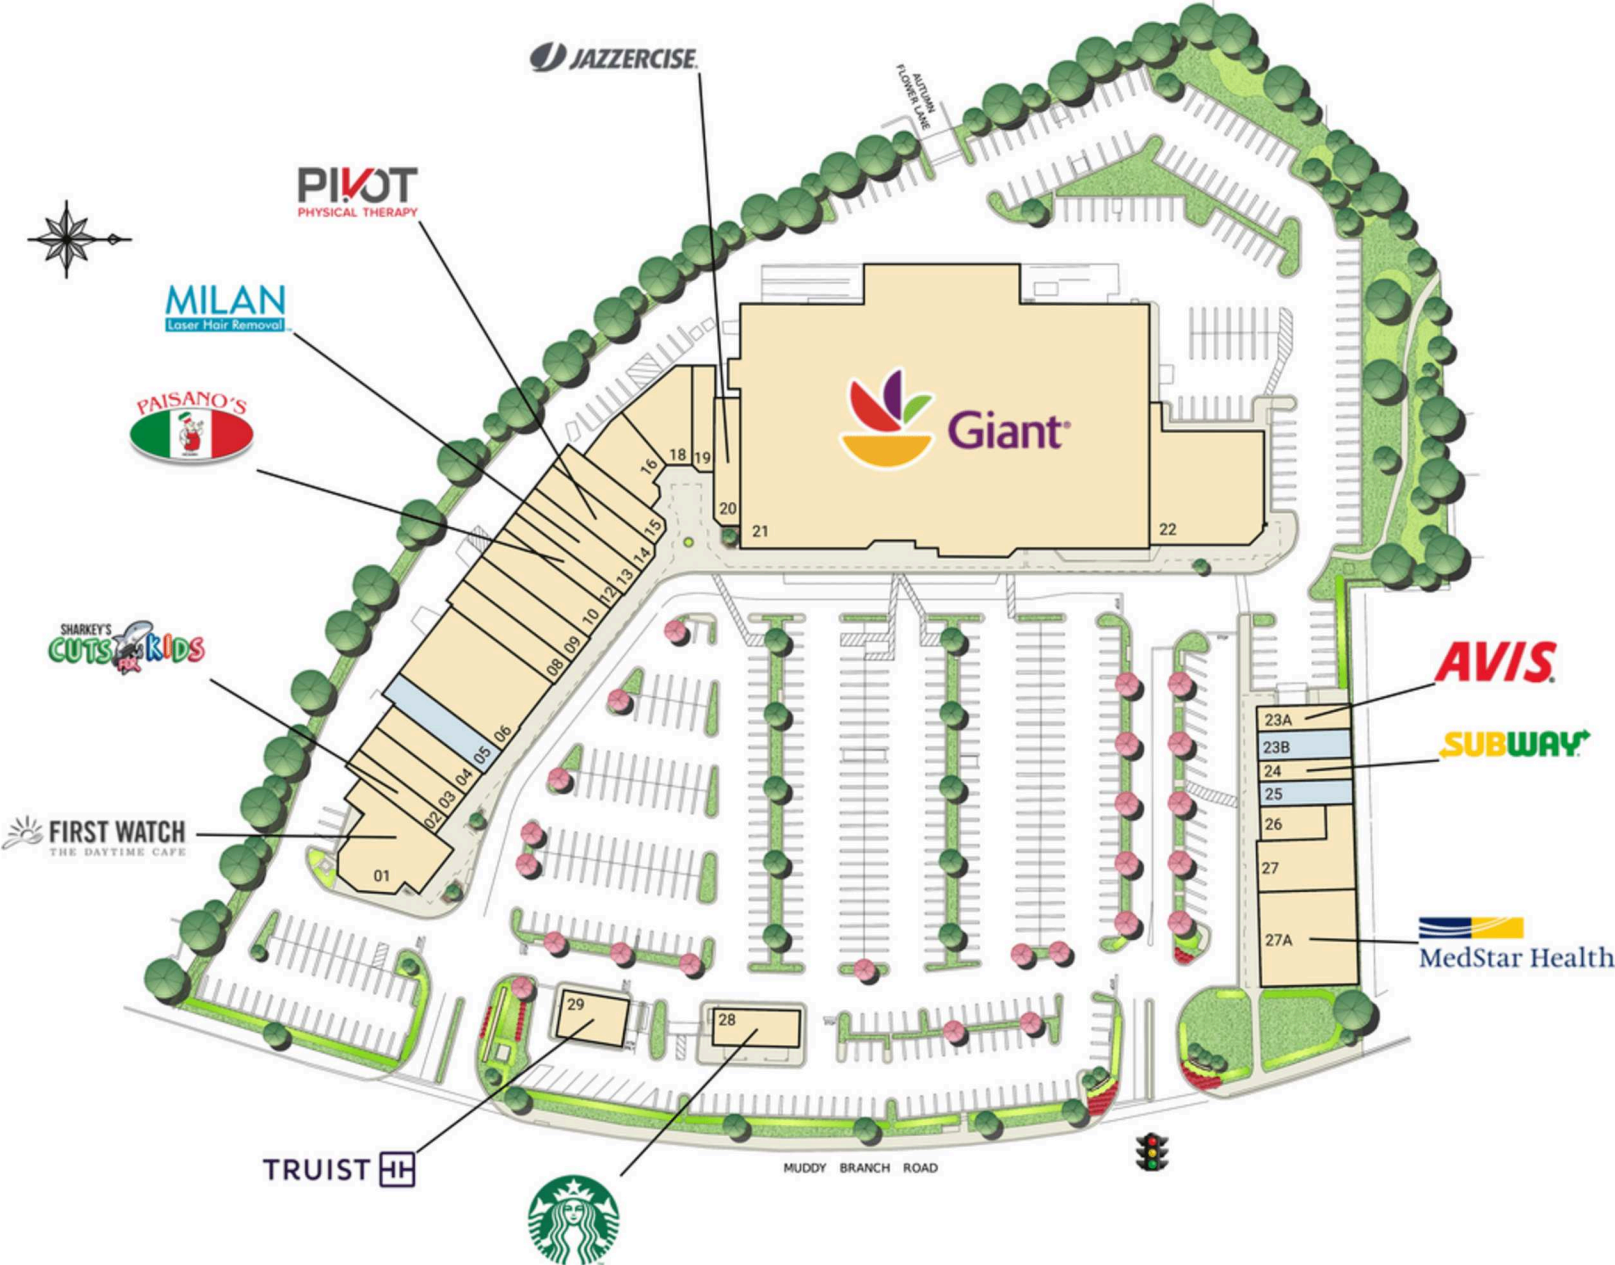 JAZZERCISE
AUTUMN
FLOWER LANE
PIVOT
PHYSICAL THERAPY
MILAN
Laser Hair Removal
PAISANO'S
Giant
SHARKEY'S
CUTS FOR KIDS
FIRST WATCH
THE DAYTIME CAFE
AVIS
SUBWAY
MedStar Health
TRUIST
MUDDY BRANCH ROAD
01
02
03
04
05
06
08
09
10
12
13
14
15
16
18
19
20
21
22
23A
23B
24
25
26
27
27A
28
29